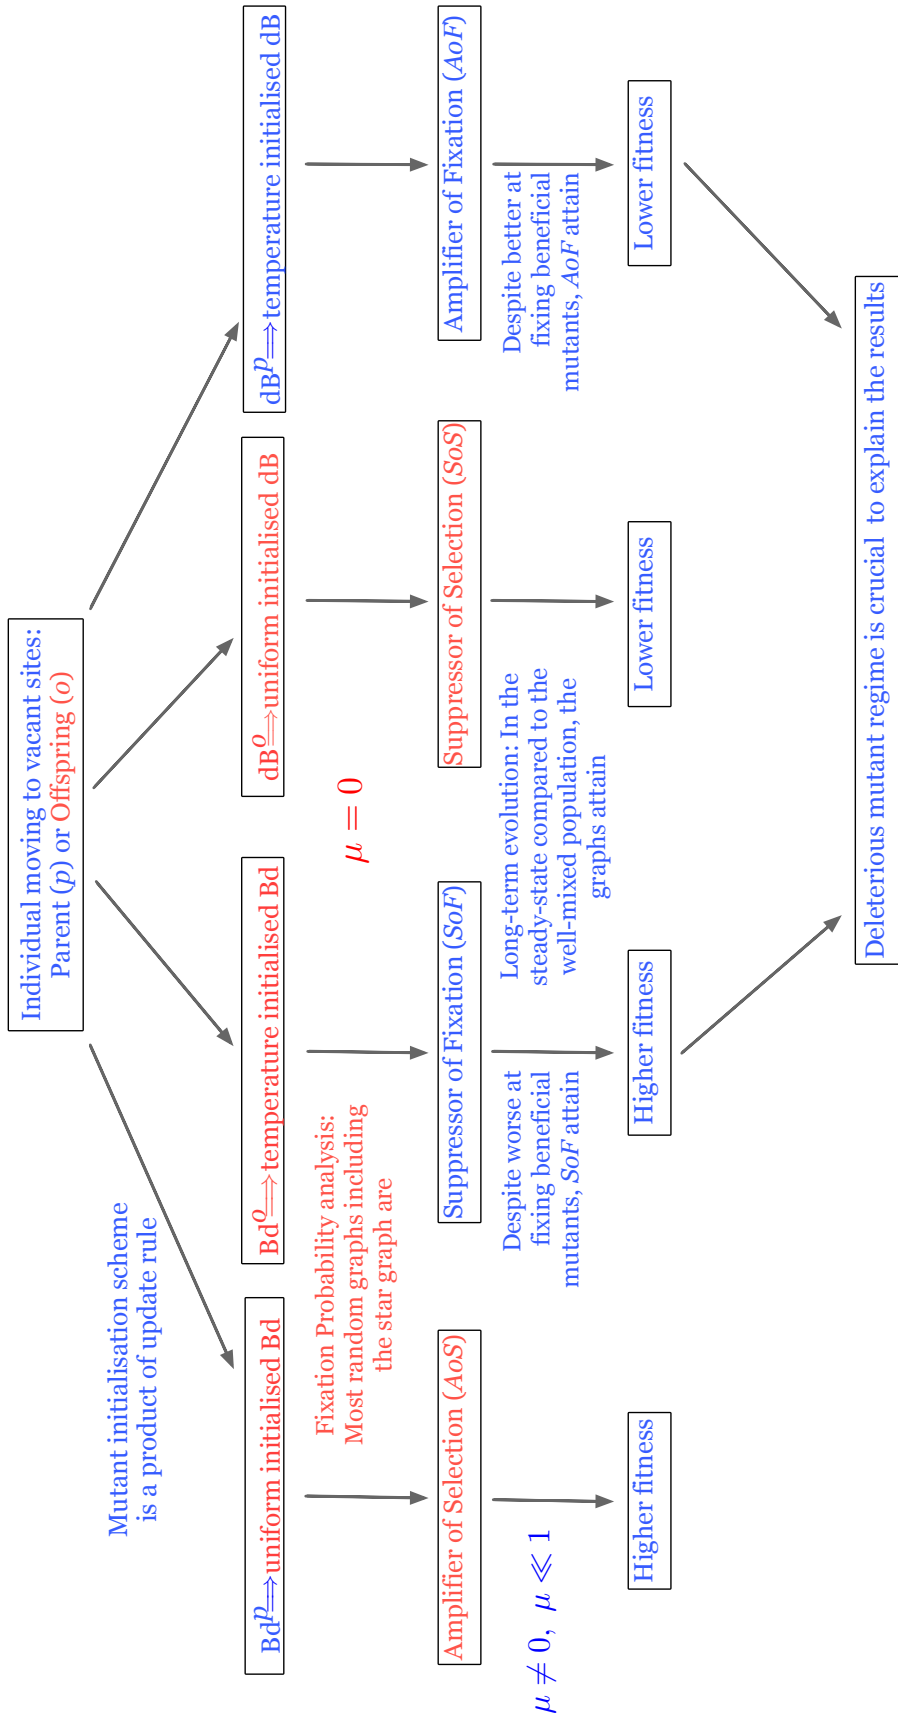 Individual moving to vacant sites:
Parent (p) or Offspring (o)
Mutant initialisation scheme
is a product of update rule
Bd^p⟹uniform initialised Bd
Bd^o⟹temperature initialised Bd
dB^o⟹uniform initialised dB
dB^p⟹temperature initialised dB
Fixation Probability analysis:
Most random graphs including
the star graph are
μ = 0
Amplifier of Selection (AoS)
Suppressor of Fixation (SoF)
Suppressor of Selection (SoS)
Amplifier of Fixation (AoF)
μ ≠ 0, μ ≪ 1
Despite worse at
fixing beneficial
mutants, SoF attain
Long-term evolution: In the
steady-state compared to the
well-mixed population, the
graphs attain
Despite better at
fixing beneficial
mutants, AoF attain
Higher fitness
Higher fitness
Lower fitness
Lower fitness
Deleterious mutant regime is crucial to explain the results